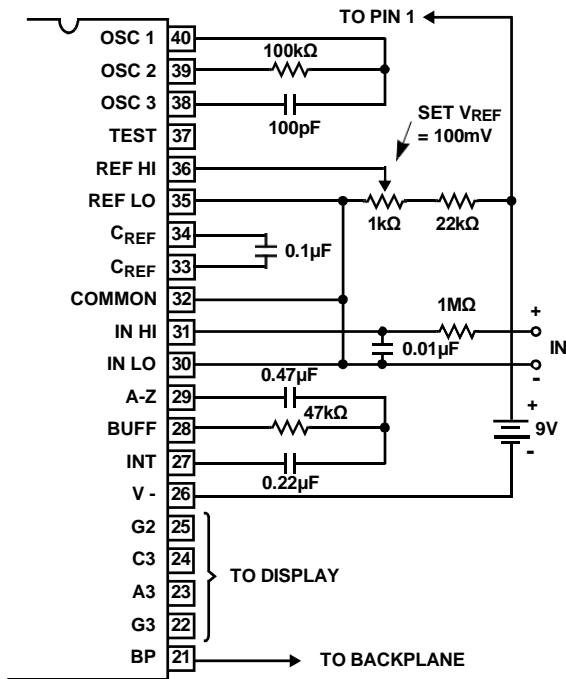 TO PIN 1
OSC 1 40
100kΩ
OSC 2 39
OSC 3 38
100pF
SET VREF
= 100mV
TEST 37
REF HI 36
REF LO 35
1kΩ 22kΩ
CREF 34
0.1µF
CREF 33
COMMON 32
1MΩ
+
IN HI 31
0.01µF
IN
IN LO 30
-
0.47µF
A-Z 29
47kΩ
+
BUFF 28
9V
-
INT 27
0.22µF
V - 26
G2 25
C3 24
TO DISPLAY
A3 23
G3 22
BP 21
TO BACKPLANE